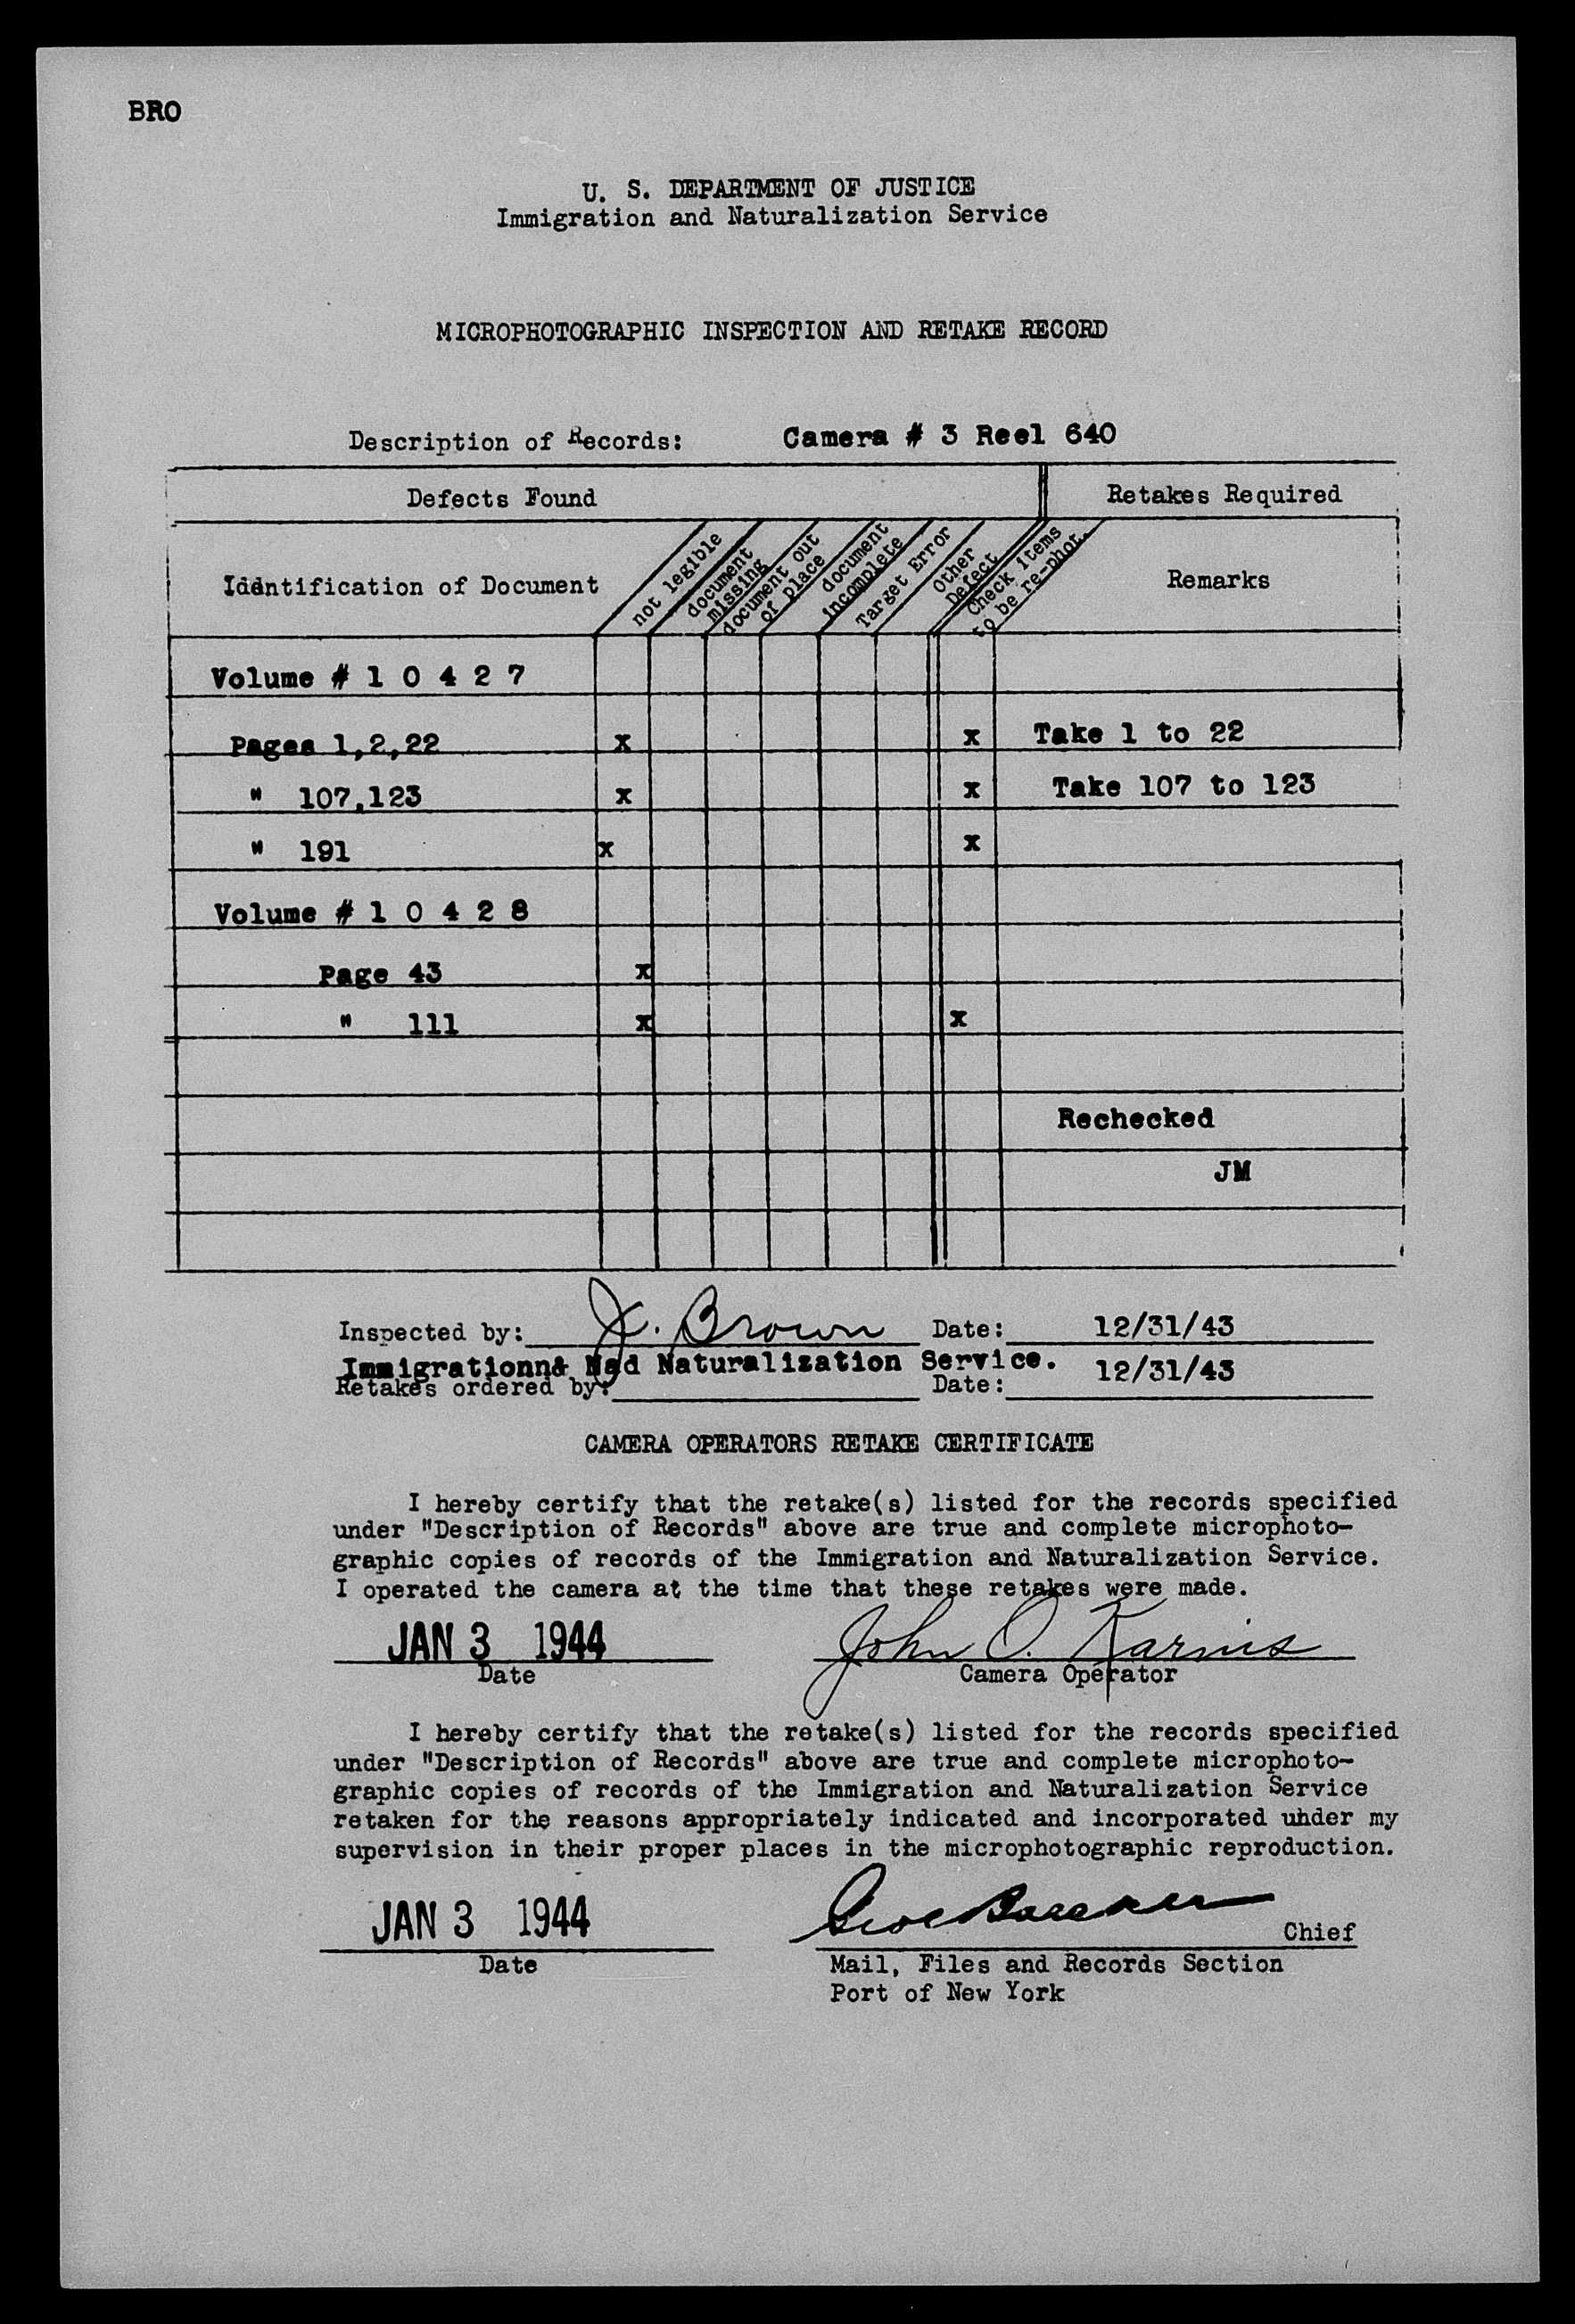 BRO
U. S. DEPARTMENT OF JUSTICE
Immigration and Naturalization Service
MICROPHOTOGRAPHIC INSPECTION AND RETAKE RECORD
Description of Records: Camera # 3 Reel 640
Defects Found Retakes Required
Identification of Document
not legible
document missing
document out of place
document incomplete
Target Error
Other Defect
Check items to be re-phot.
Remarks
Volume # 1 0 4 2 7
Pages 1,2,22 x x Take 1 to 22
" 107,123 x x Take 107 to 123
" 191 x x
Volume # 1 0 4 2 8
Page 43 x
" 111 x x
Rechecked
JM
Inspected by: J. Brown Date: 12/31/43
Immigrationn& Nad Naturalization Service. 12/31/43
Retakes ordered by: Date:
CAMERA OPERATORS RETAKE CERTIFICATE
I hereby certify that the retake(s) listed for the records specified
under "Description of Records" above are true and complete microphoto-
graphic copies of records of the Immigration and Naturalization Service.
I operated the camera at the time that these retakes were made.
JAN 3 1944 John O. Karnis
Date Camera Operator
I hereby certify that the retake(s) listed for the records specified
under "Description of Records" above are true and complete microphoto-
graphic copies of records of the Immigration and Naturalization Service
retaken for the reasons appropriately indicated and incorporated under my
supervision in their proper places in the microphotographic reproduction.
JAN 3 1944 Chief
Date Mail, Files and Records Section
Port of New York